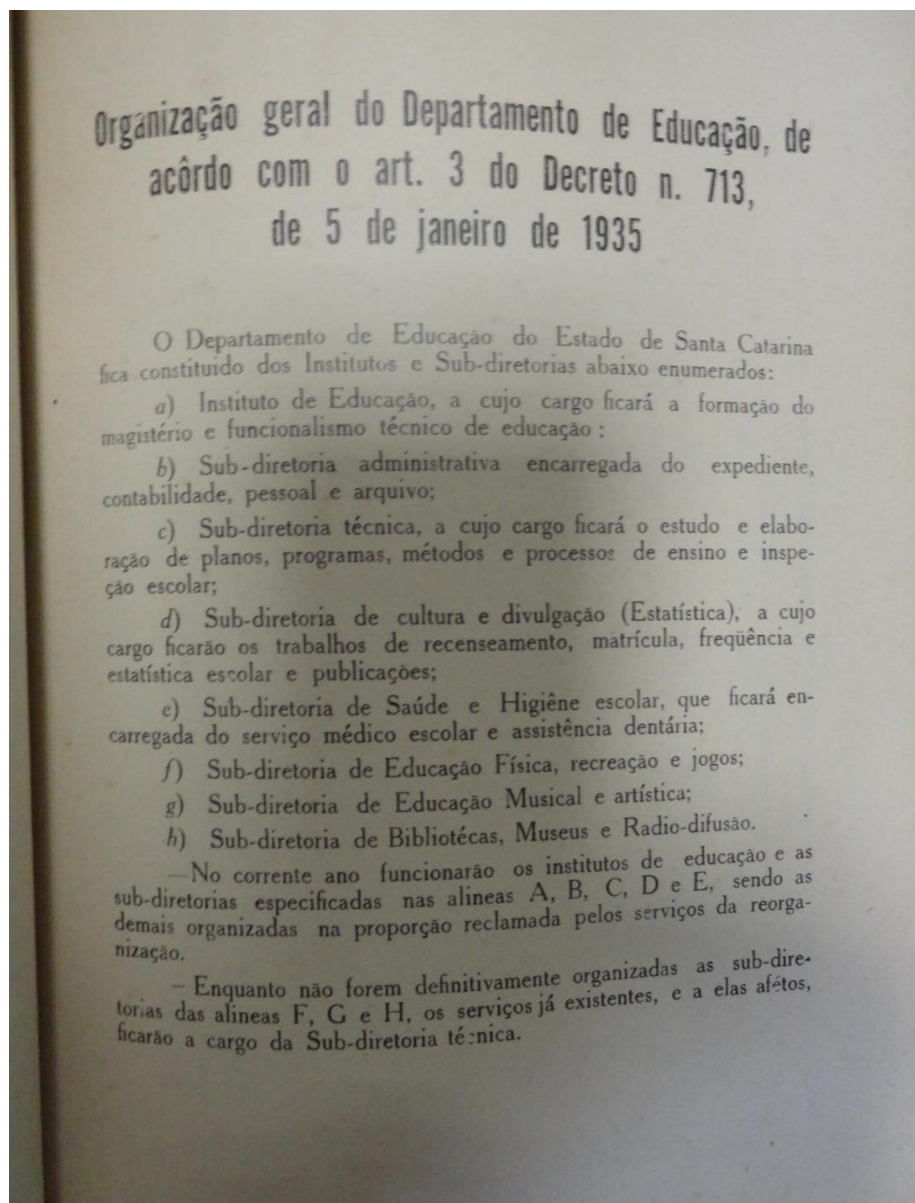 Organização geral do Departamento de Educação, de
acôrdo com o art. 3 do Decreto n. 713,
de 5 de janeiro de 1935
O Departamento de Educação do Estado de Santa Catarina
fica constituido dos Institutos e Sub-diretorias abaixo enumerados:
a) Instituto de Educação, a cujo cargo ficará a formação do
magistério e funcionalismo técnico de educação :
b) Sub-diretoria administrativa encarregada do expediente,
contabilidade, pessoal e arquivo;
c) Sub-diretoria técnica, a cujo cargo ficará o estudo e elabo-
ração de planos, programas, métodos e processos de ensino e inspe-
ção escolar;
d) Sub-diretoria de cultura e divulgação (Estatística), a cujo
cargo ficarão os trabalhos de recenseamento, matrícula, freqüência e
estatística escolar e publicações;
e) Sub-diretoria de Saúde e Higiêne escolar, que ficará en-
carregada do serviço médico escolar e assistência dentária;
f) Sub-diretoria de Educação Física, recreação e jogos;
g) Sub-diretoria de Educação Musical e artística;
h) Sub-diretoria de Bibliotécas, Museus e Radio-difusão.
—No corrente ano funcionarão os institutos de educação e as
sub-diretorias especificadas nas alineas A, B, C, D e E, sendo as
demais organizadas na proporção reclamada pelos serviços da reorga-
nização.
— Enquanto não forem definitivamente organizadas as sub-dire-
torias das alineas F, G e H, os serviços já existentes, e a elas afétos,
ficarão a cargo da Sub-diretoria técnica.